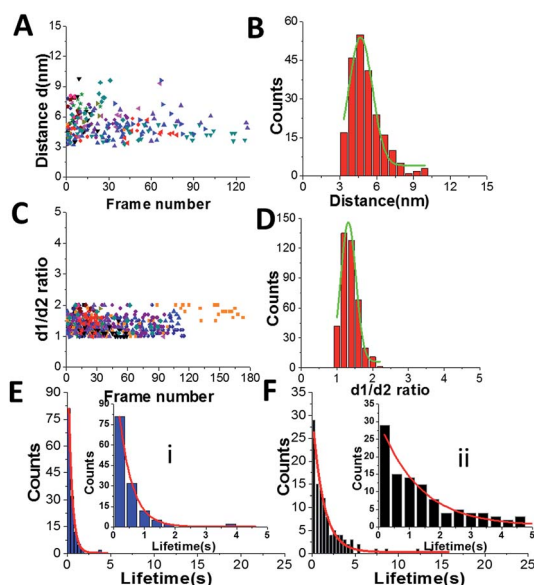 A
Distance d(nm)
15
12
9
6
3
0
0 30 60 90 120
Frame number
B
Counts
60
45
30
15
0
0 3 6 9 12 15
Distance(nm)
C
d1/d2 ratio
5
4
3
2
1
0
0 30 60 90 120 150 180
Frame number
D
Counts
150
120
90
60
30
0
0 1 2 3 4 5
d1/d2 ratio
E
Counts
90
75
60
45
30
15
0
0 5 10 15 20 25
Lifetime(s)
i
Counts
90
75
60
45
30
15
0
0 1 2 3 4 5
Lifetime(s)
F
Counts
40
35
30
25
20
15
10
5
0
0 5 10 15 20 25
Lifetime(s)
ii
Counts
35
30
25
20
15
10
5
0
0 1 2 3 4 5
Lifetime(s)